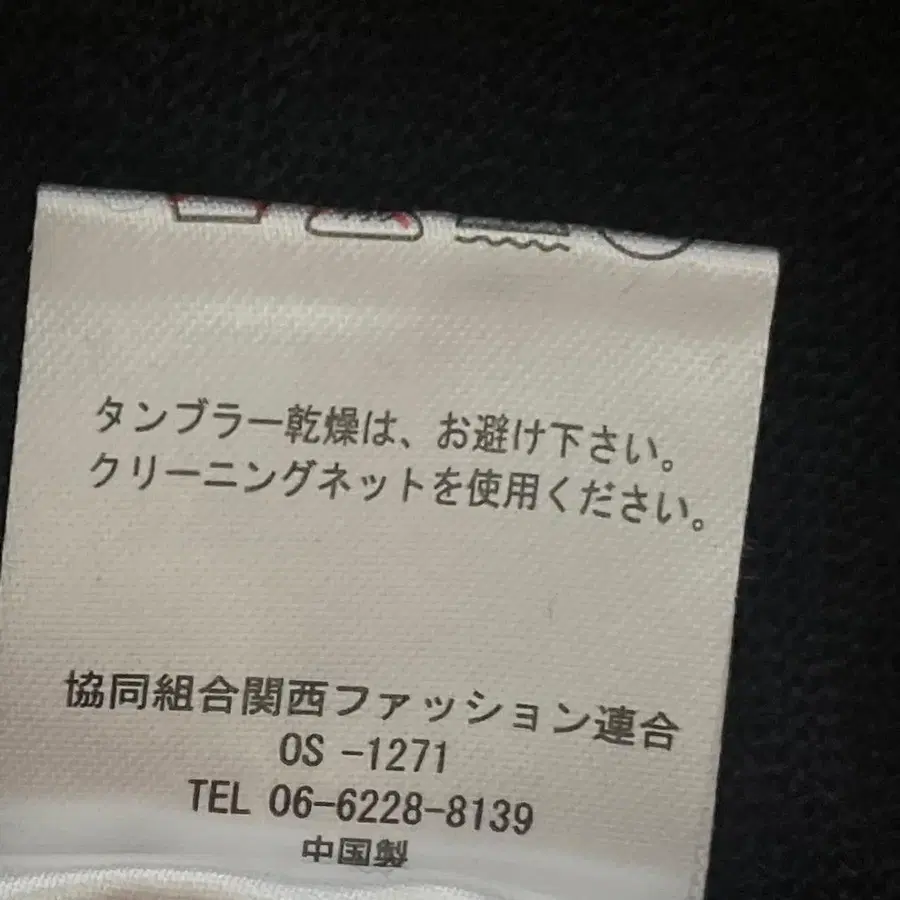 タンブラー乾燥は、お避け下さい。
クリーニングネットを使用ください。
協同組合関西ファッション連合
OS -1271
TEL 06-6228-8139
中国製